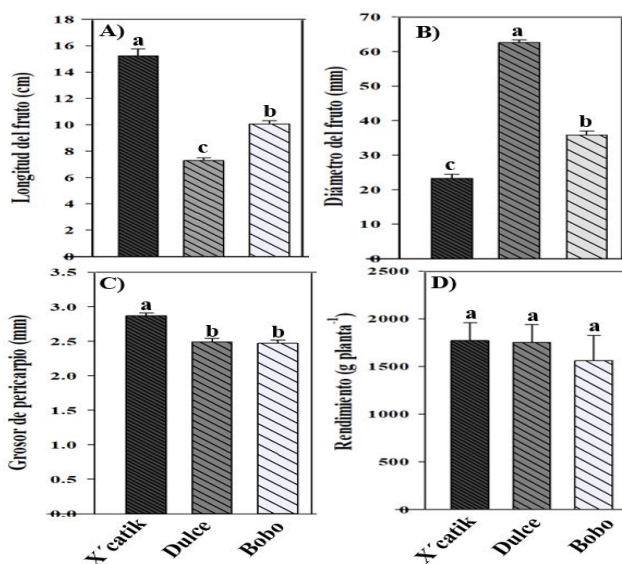 A)
Longitud del fruto (cm)
18
16
14
12
10
8
6
4
2
0
a
c
b
B)
Diämetro del fruto (mm)
70
60
50
40
30
20
10
0
c
a
b
C)
Grosor de pericarpio (mm)
3.5
3.0
2.5
2.0
1.5
1.0
0.5
0.0
a
b
b
X´catik
Dulce
Bobo
D)
Rendimiento (g planta⁻¹)
2500
2000
1500
1000
500
0
a
a
a
X´catik
Dulce
Bobo